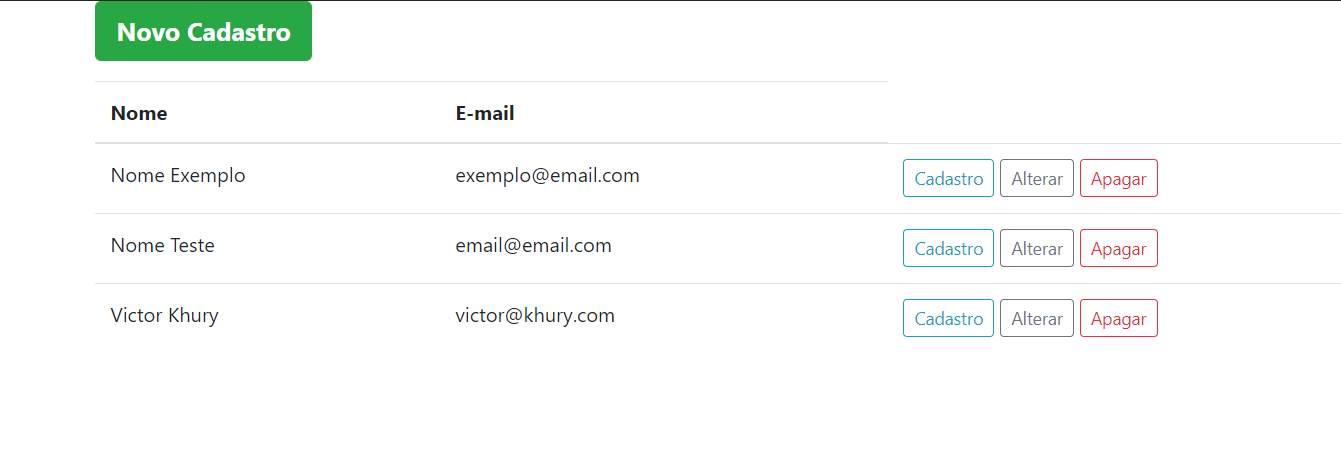 Novo Cadastro
Nome E-mail
Nome Exemplo exemplo@email.com Cadastro Alterar Apagar
Nome Teste email@email.com Cadastro Alterar Apagar
Victor Khury victor@khury.com Cadastro Alterar Apagar